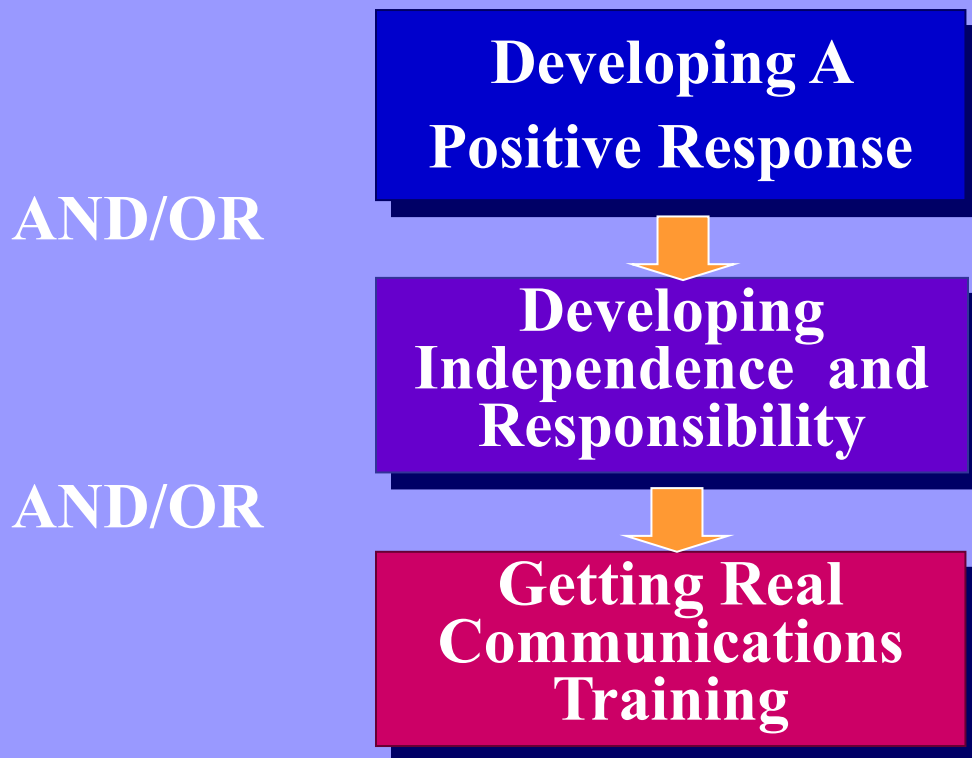 Developing A
Positive Response
AND/OR
Developing
Independence and
Responsibility
AND/OR
Getting Real
Communications
Training